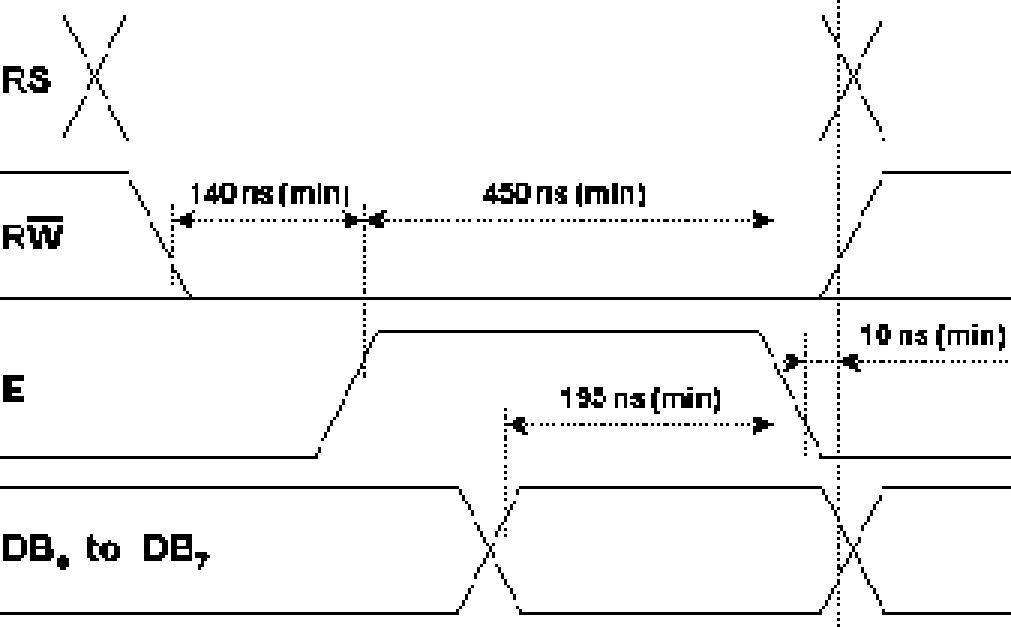 RS
140 ns (min) 450 ns (min)
RW̅
10 ns (min)
E
195 ns (min)
DB₀ to DB₇